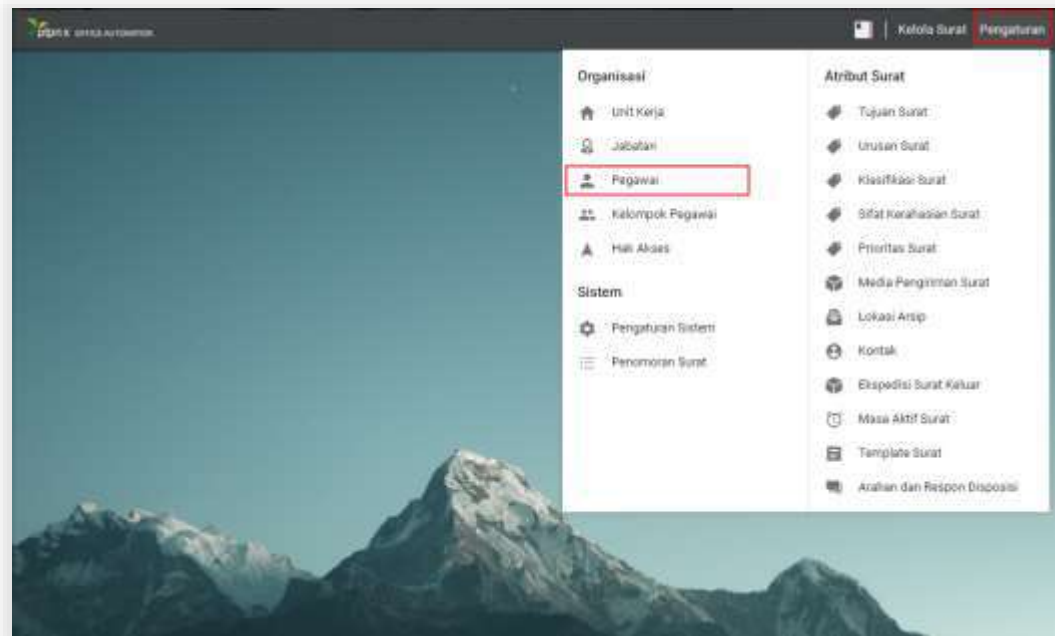 OFFICE AUTOMATION
Kelola Surat
Pengaturan
Organisasi
Unit Kerja
Jabatan
Pegawai
Kelompok Pegawai
Hak Akses
Sistem
Pengaturan Sistem
Penomoran Surat
Atribut Surat
Tujuan Surat
Urusan Surat
Klasifikasi Surat
Sifat Kerahasian Surat
Prioritas Surat
Media Pengiriman Surat
Lokasi Arsip
Kontak
Ekspedisi Surat Keluar
Masa Aktif Surat
Template Surat
Arahan dan Respon Disposisi